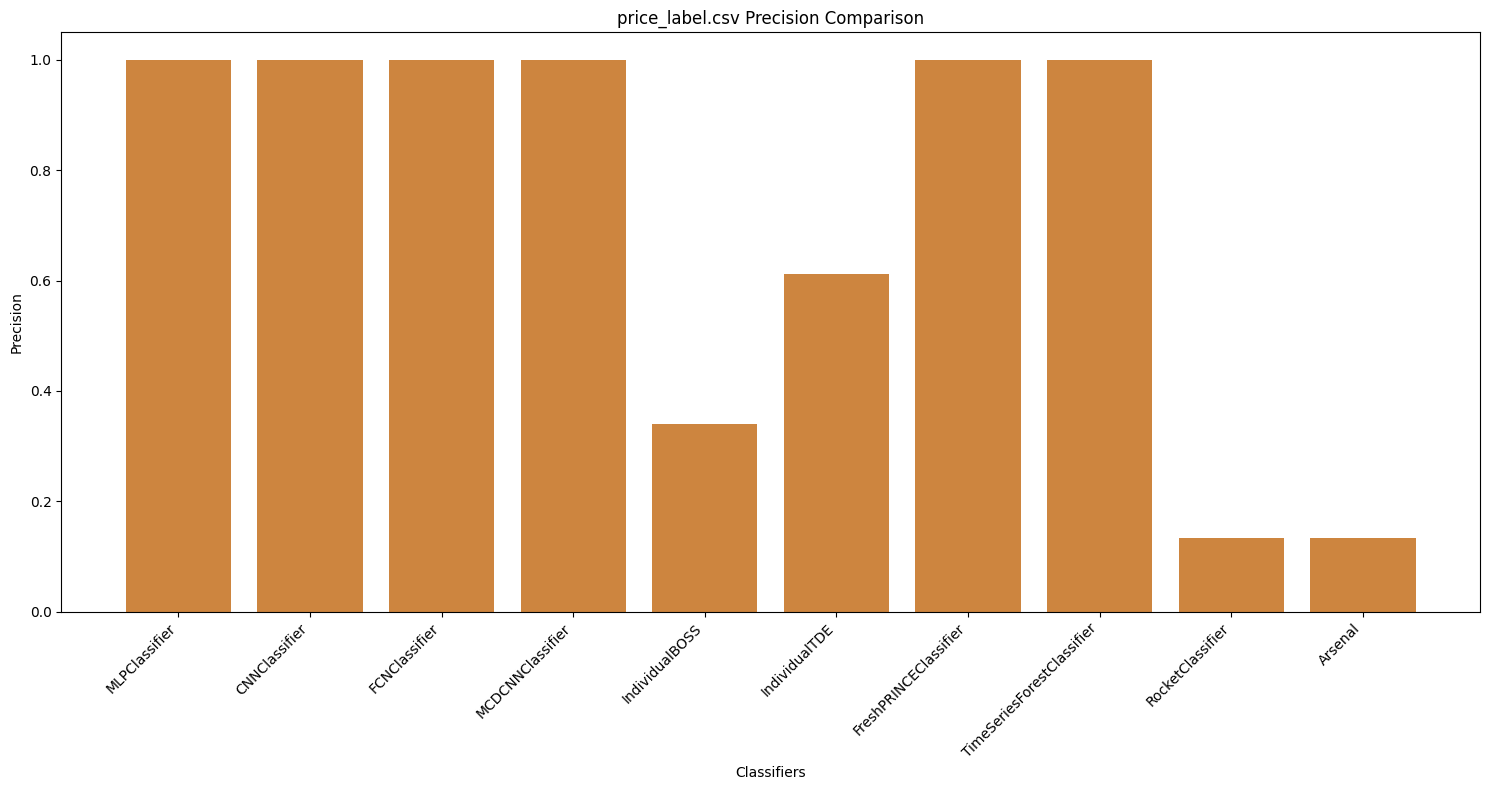 price_label.csv Precision Comparison
Precision
1.0
0.8
0.6
0.4
0.2
0.0
MLPClassifier
CNNClassifier
FCNClassifier
MCDCNNClassifier
IndividualBOSS
IndividualTDE
FreshPRINCEClassifier
TimeSeriesForestClassifier
RocketClassifier
Arsenal
Classifiers